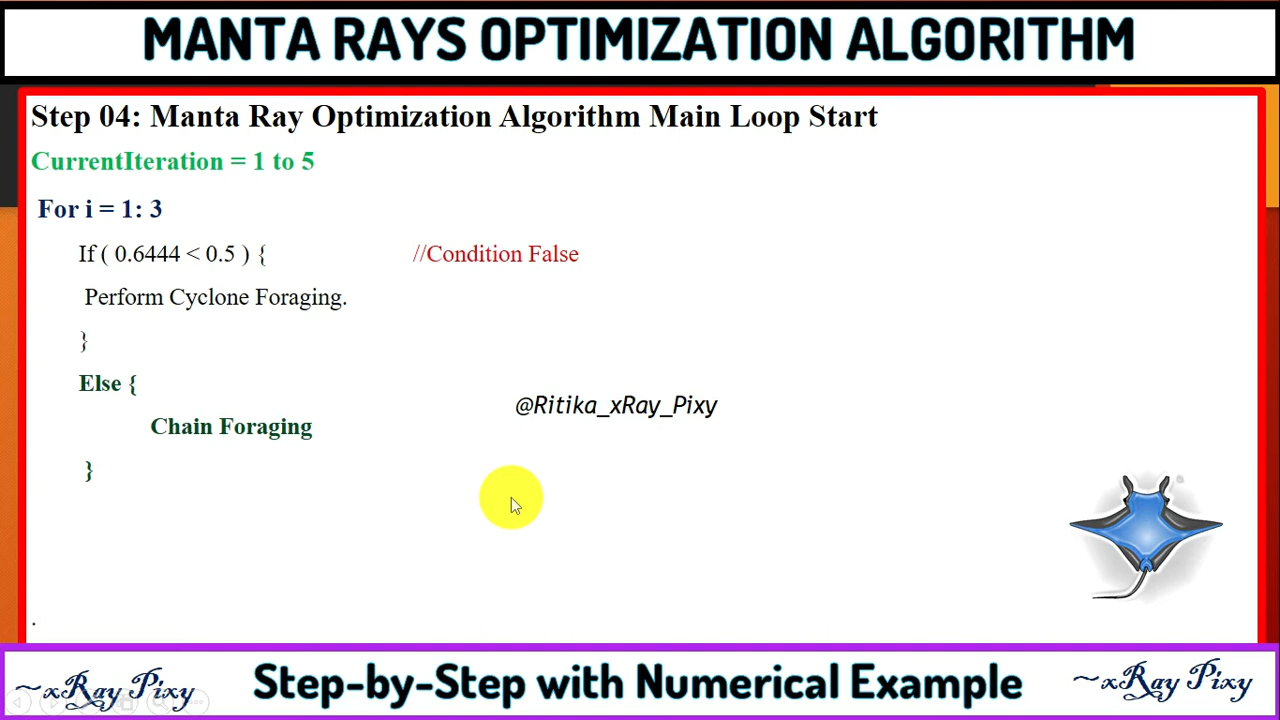 MANTA RAYS OPTIMIZATION ALGORITHM
Step 04: Manta Ray Optimization Algorithm Main Loop Start
CurrentIteration = 1 to 5
For i = 1: 3
If ( 0.6444 < 0.5 ) { //Condition False
Perform Cyclone Foraging.
}
Else {
@Ritika_xRay_Pixy
Chain Foraging
}
.
~xRay Pixy Step-by-Step with Numerical Example ~xRay Pixy